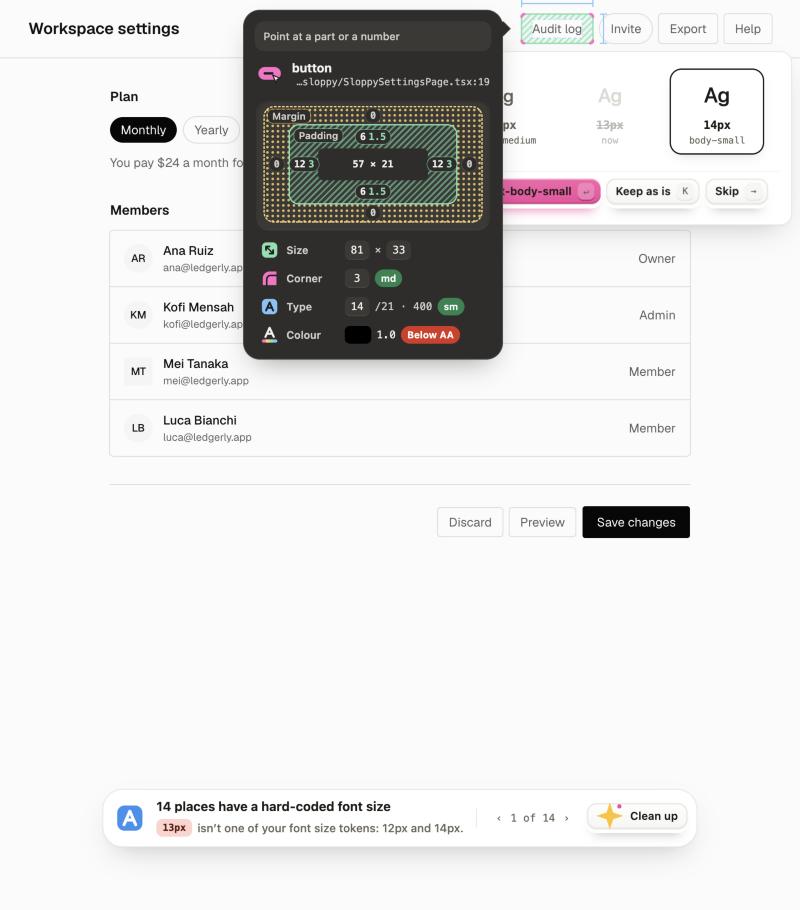 Workspace settings
Audit log
Invite
Export
Help
Point at a part or a number
button
…sloppy/SloppySettingsPage.tsx:19
Margin
0
Padding
6 1.5
0
12 3
57 × 21
12 3
0
6 1.5
0
Size
81 × 33
Corner
3 md
Type
14 /21 · 400 sm
Colour
1.0 Below AA
g
px
medium
Ag
13px
now
Ag
14px
body-small
-body-small ↵
Keep as is K
Skip →
Plan
Monthly
Yearly
You pay $24 a month fo
Members
AR
Ana Ruiz
ana@ledgerly.ap
Owner
KM
Kofi Mensah
kofi@ledgerly.ap
Admin
MT
Mei Tanaka
mei@ledgerly.app
Member
LB
Luca Bianchi
luca@ledgerly.app
Member
Discard
Preview
Save changes
A
14 places have a hard-coded font size
13px isn’t one of your font size tokens: 12px and 14px.
‹ 1 of 14 ›
Clean up